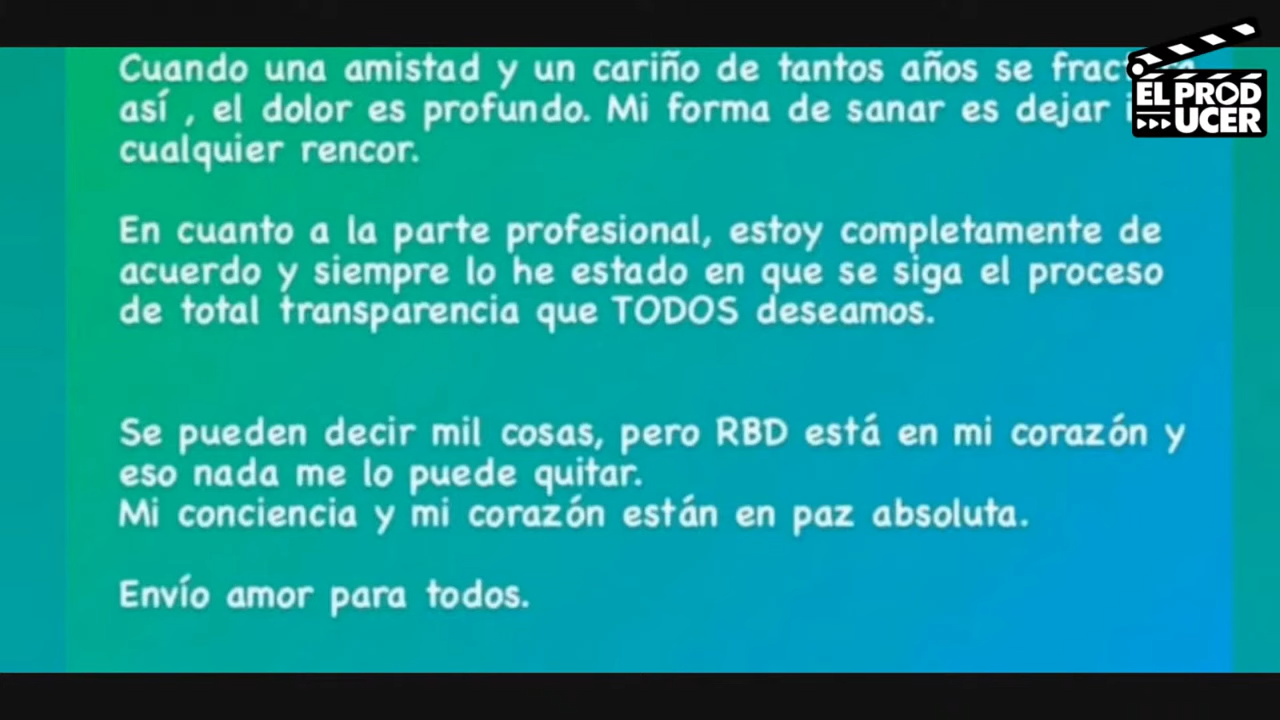 Cuando una amistad y un cariño de tantos años se
así , el dolor es profundo. Mi forma de sanar es dejar
cualquier rencor.
En cuanto a la parte profesional, estoy completamente de
acuerdo y siempre lo he estado en que se siga el proceso
de total transparencia que TODOS deseamos.
Se pueden decir mil cosas, pero RBD está en mi corazón y
eso nada me lo puede quitar.
Mi conciencia y mi corazón están en paz absoluta.
Envío amor para todos.
EL PROD
UCER